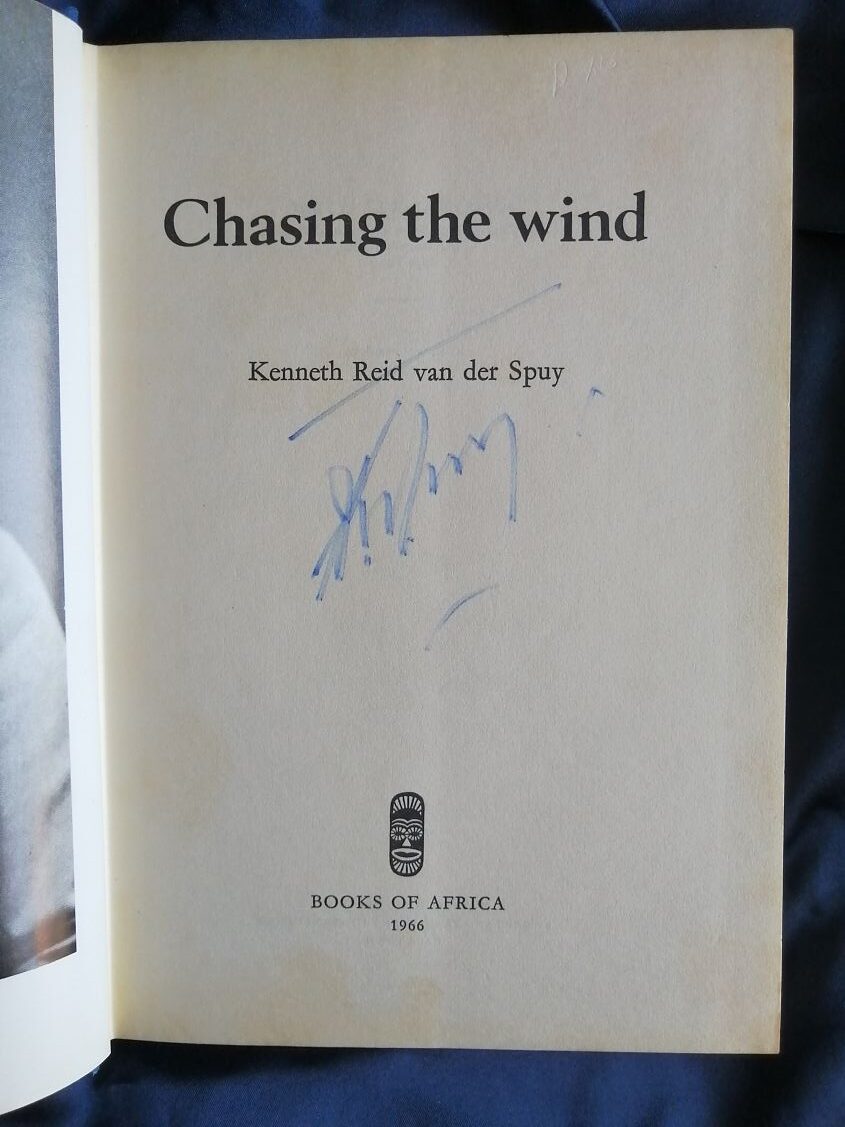 Chasing the wind
Kenneth Reid van der Spuy
BOOKS OF AFRICA
1966